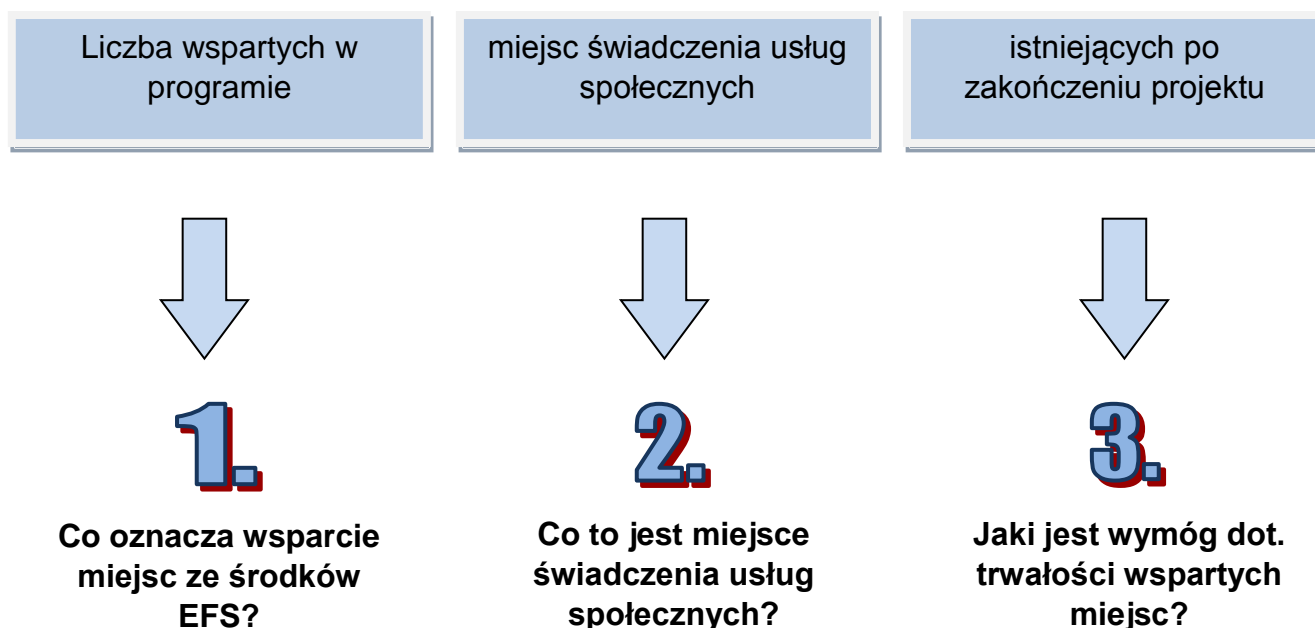 Liczba wspartych w
programie
miejsc świadczenia usług
społecznych
istniejących po
zakończeniu projektu
1.
Co oznacza wsparcie
miejsc ze środków
EFS?
2.
Co to jest miejsce
świadczenia usług
społecznych?
3.
Jaki jest wymóg dot.
trwałości wspartych
miejsc?